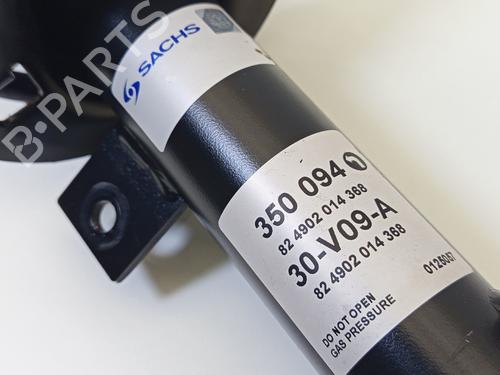 SACHS
350 094
82 4902 014 368
30-V09-A
82 4902 014 368
0125057
DO NOT OPEN
GAS PRESSURE
B-PARTS